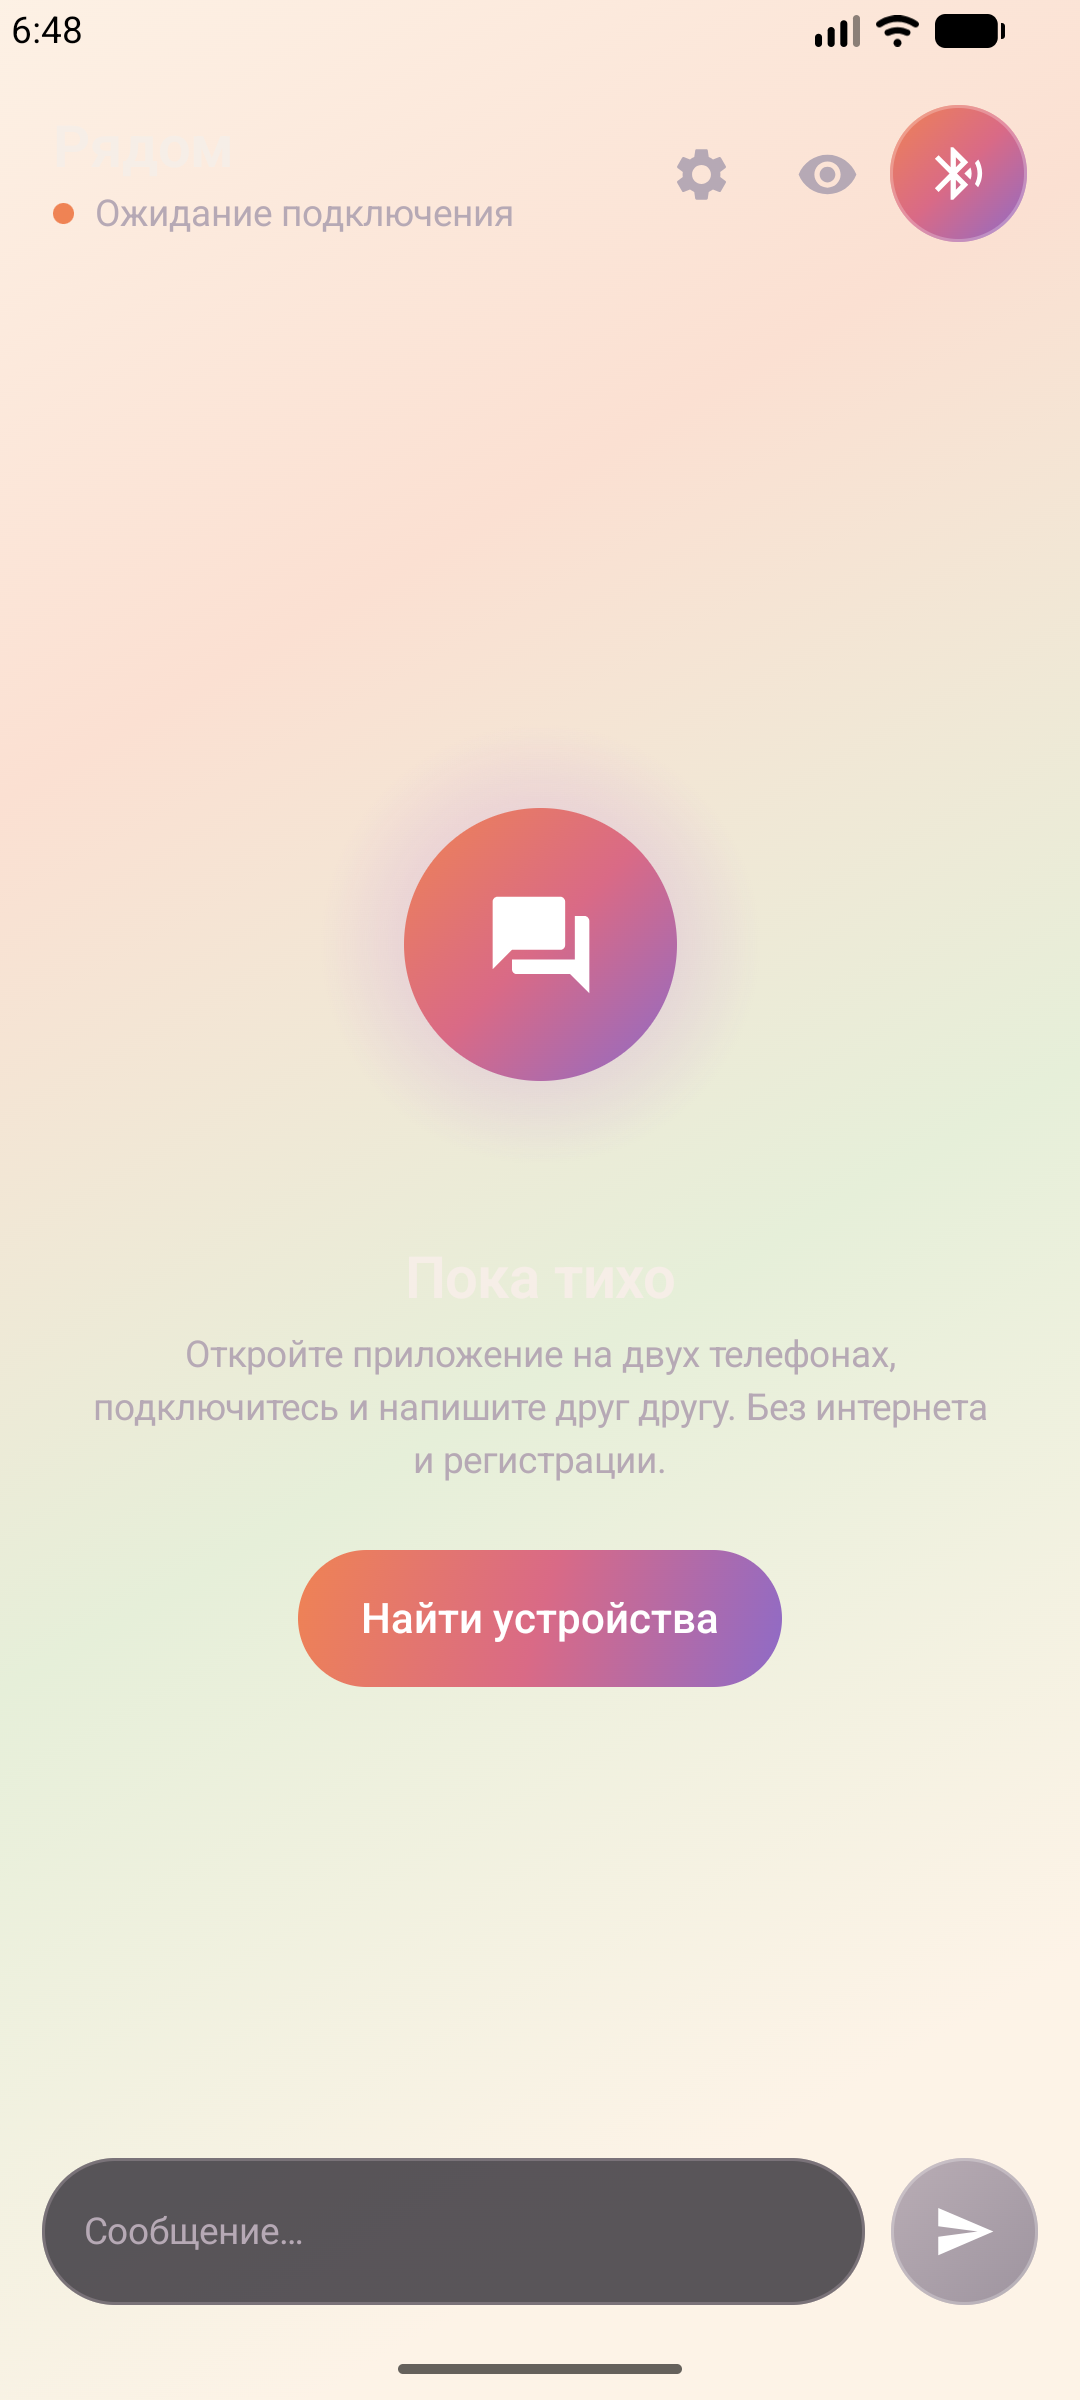 6:48
Рядом
Ожидание подключения
Пока тихо
Откройте приложение на двух телефонах,
подключитесь и напишите друг другу. Без интернета
и регистрации.
Найти устройства
Сообщение…